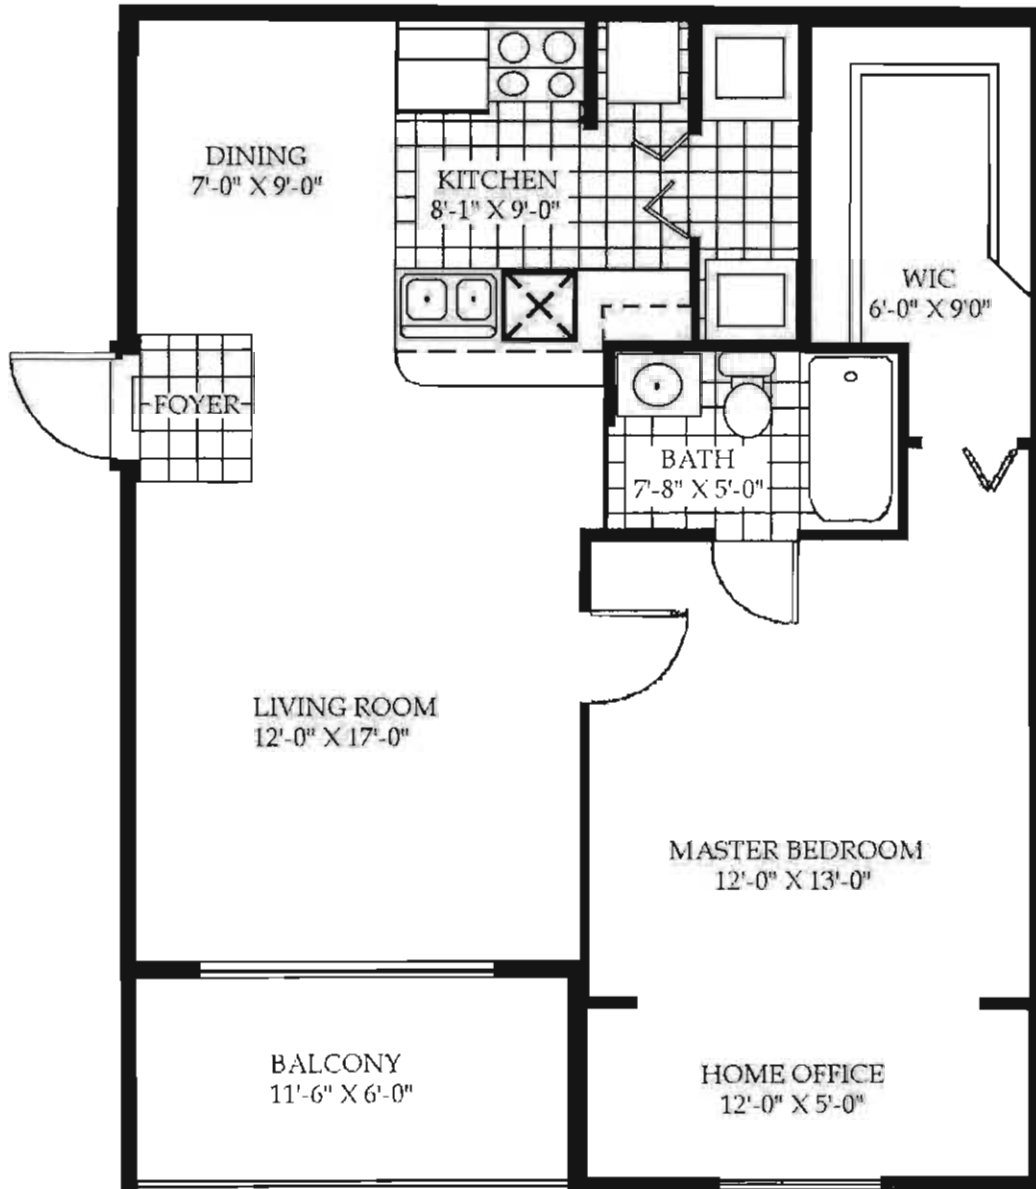 DINING
7'-0" X 9'-0"
KITCHEN
8'-1" X 9'-0"
WIC
6'-0" X 9'0"
FOYER
BATH
7'-8" X 5'-0"
LIVING ROOM
12'-0" X 17'-0"
MASTER BEDROOM
12'-0" X 13'-0"
BALCONY
11'-6" X 6'-0"
HOME OFFICE
12'-0" X 5'-0"